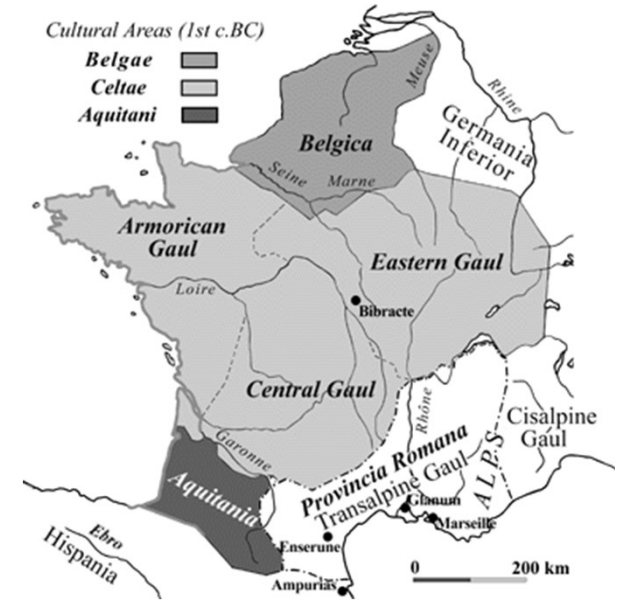 Cultural Areas (1st c.BC)
Belgae
Celtae
Aquitani
Meuse
Rhine
Belgica
Germania
Inferior
Seine
Marne
Armorican
Gaul
Eastern Gaul
Loire
Bibracte
Central Gaul
Rhône
Cisalpine
Gaul
ALPS
Garonne
Provincia Romana
Transalpine Gaul
Aquitania
Glanum
Marseille
Ebro
Hispania
Enserune
Ampurias
0
200 km